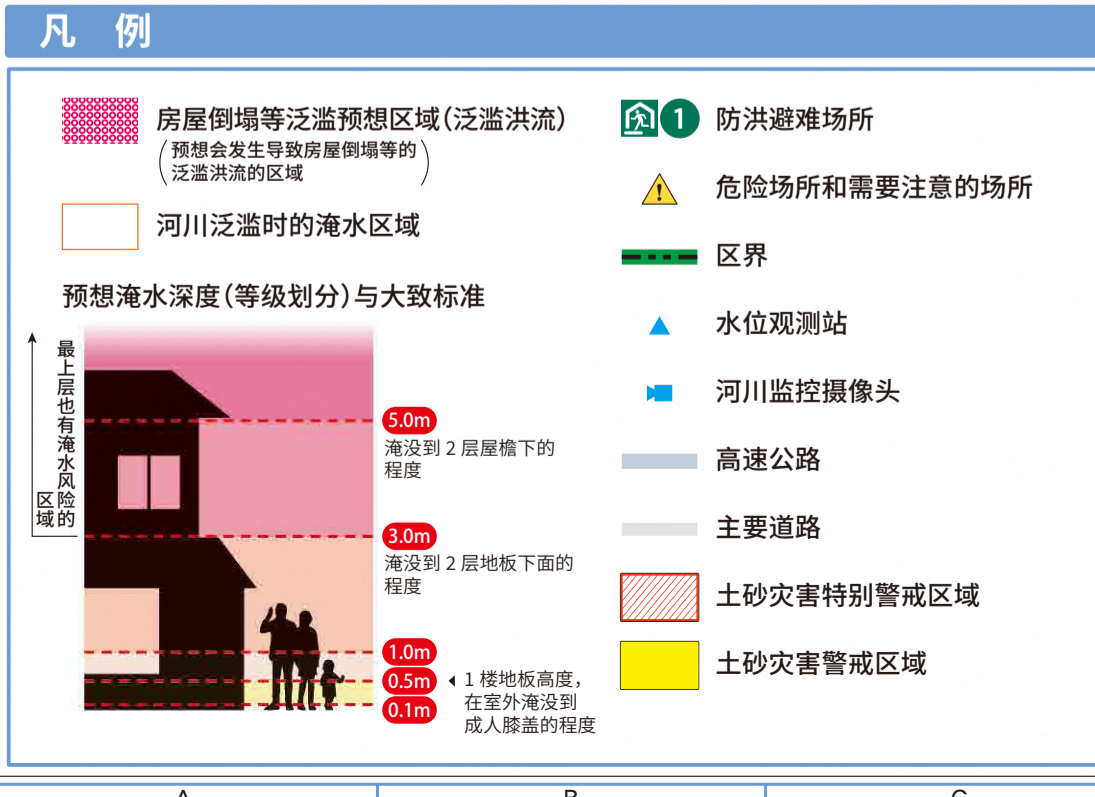 凡 例
房屋倒塌等泛滥预想区域(泛滥洪流)
(预想会发生导致房屋倒塌等的
泛滥洪流的区域)
河川泛滥时的淹水区域
预想淹水深度(等级划分)与大致标准
最上层也有淹水风险的
区域
5.0m
淹没到 2 层屋檐下的
程度
3.0m
淹没到 2 层地板下面的
程度
1.0m
0.5m
0.1m
1 楼地板高度，
在室外淹没到
成人膝盖的程度
1
防洪避难场所
危险场所和需要注意的场所
区界
水位观测站
河川监控摄像头
高速公路
主要道路
土砂灾害特别警戒区域
土砂灾害警戒区域
A
B
C